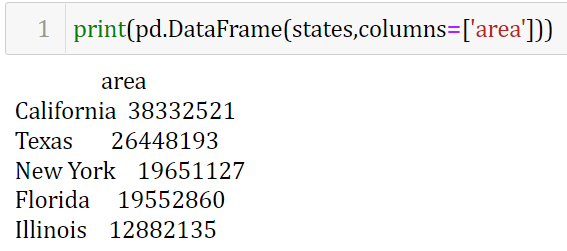 1 print(pd.DataFrame(states,columns=['area']))
area
California 38332521
Texas 26448193
New York 19651127
Florida 19552860
Illinois 12882135